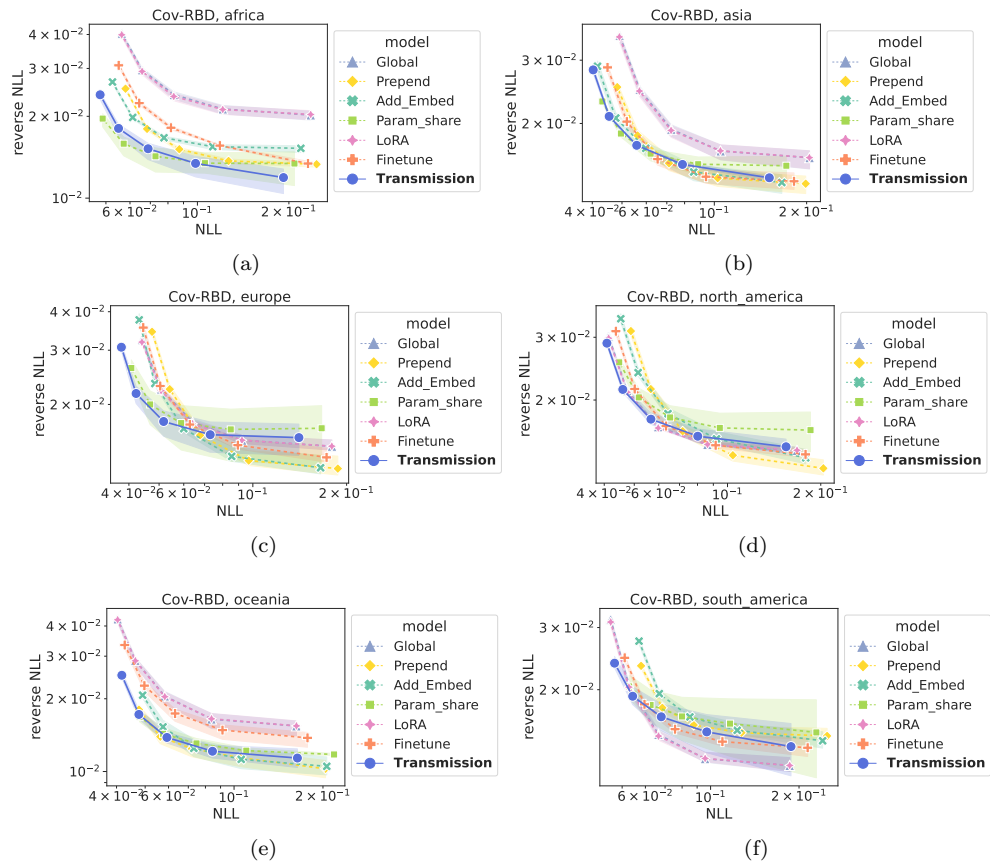 Cov-RBD, africa
reverse NLL
4 × 10⁻²
3 × 10⁻²
2 × 10⁻²
10⁻²
6 × 10⁻² 10⁻¹ 2 × 10⁻¹
NLL
model
Global
Prepend
Add_Embed
Param_share
LoRA
Finetune
Transmission
(a)
Cov-RBD, asia
reverse NLL
3 × 10⁻²
2 × 10⁻²
4 × 10⁻² 6 × 10⁻² 10⁻¹ 2 × 10⁻¹
NLL
model
Global
Prepend
Add_Embed
Param_share
LoRA
Finetune
Transmission
(b)
Cov-RBD, europe
reverse NLL
4 × 10⁻²
3 × 10⁻²
2 × 10⁻²
4 × 10⁻² 6 × 10⁻² 10⁻¹ 2 × 10⁻¹
NLL
model
Global
Prepend
Add_Embed
Param_share
LoRA
Finetune
Transmission
(c)
Cov-RBD, north_america
reverse NLL
3 × 10⁻²
2 × 10⁻²
4 × 10⁻² 6 × 10⁻² 10⁻¹ 2 × 10⁻¹
NLL
model
Global
Prepend
Add_Embed
Param_share
LoRA
Finetune
Transmission
(d)
Cov-RBD, oceania
reverse NLL
4 × 10⁻²
3 × 10⁻²
2 × 10⁻²
10⁻²
4 × 10⁻² 6 × 10⁻² 10⁻¹ 2 × 10⁻¹
NLL
model
Global
Prepend
Add_Embed
Param_share
LoRA
Finetune
Transmission
(e)
Cov-RBD, south_america
reverse NLL
3 × 10⁻²
2 × 10⁻²
6 × 10⁻² 10⁻¹ 2 × 10⁻¹
NLL
model
Global
Prepend
Add_Embed
Param_share
LoRA
Finetune
Transmission
(f)